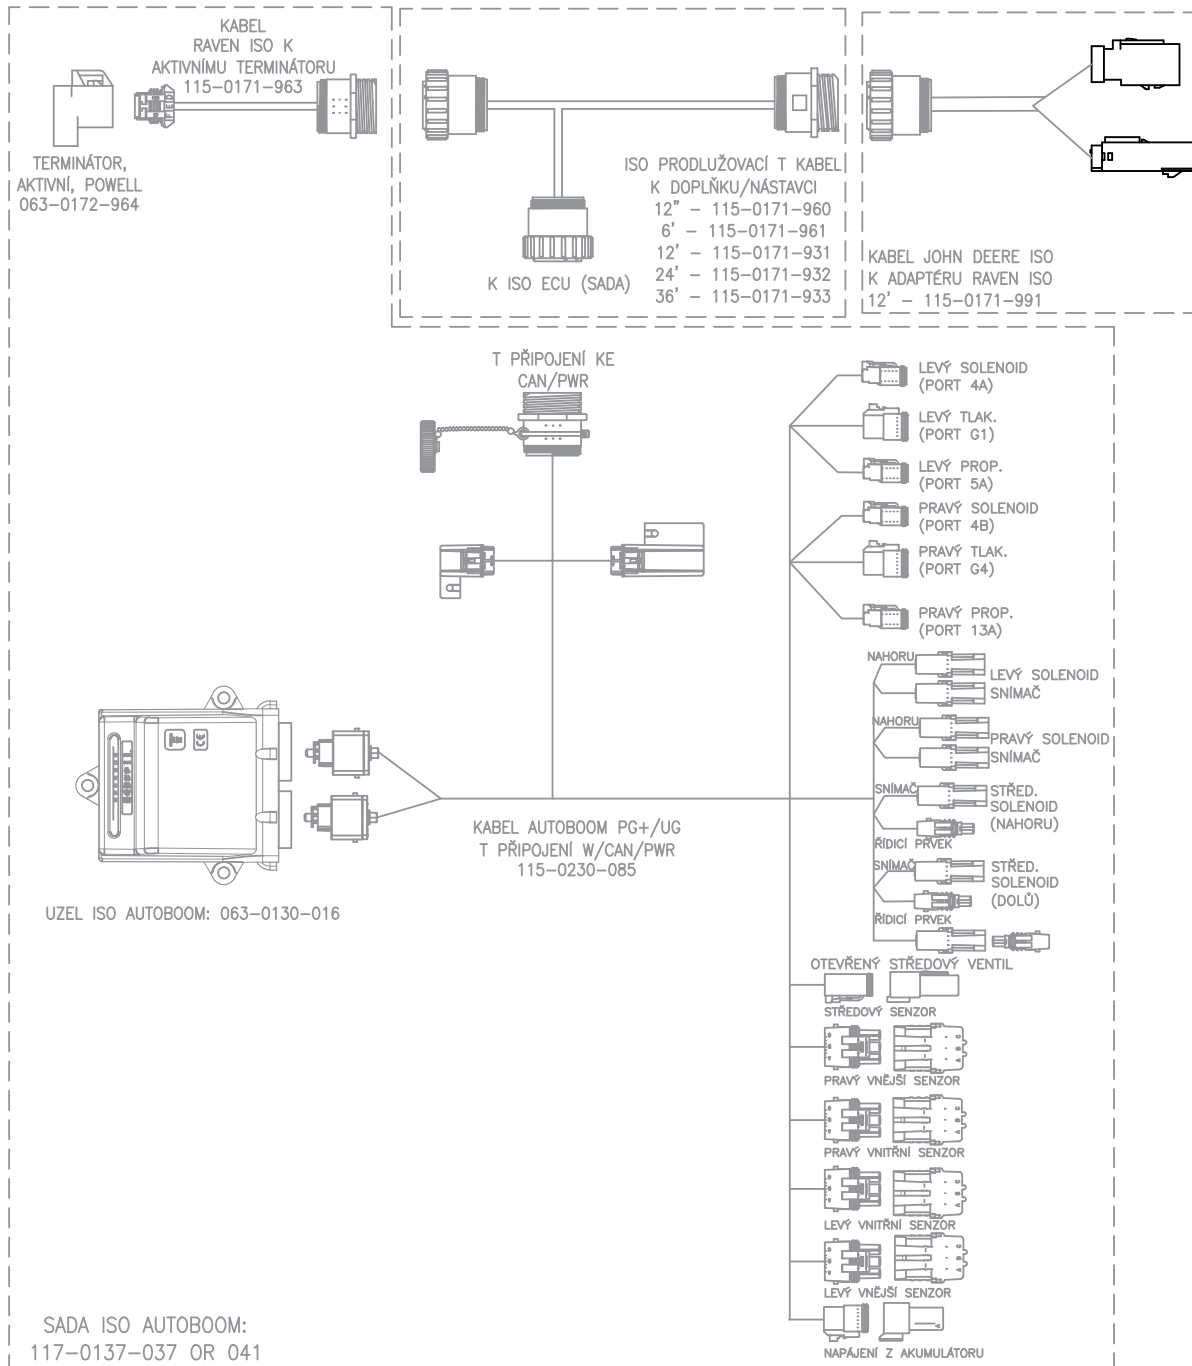 KABEL
RAVEN ISO K
AKTIVNÍMU TERMINÁTORU
115-0171-963
TERMINÁTOR,
AKTIVNÍ, POWELL
063-0172-964
ISO PRODLUŽOVACÍ T KABEL
K DOPLŇKU/NÁSTAVCI
12" - 115-0171-960
6' - 115-0171-961
12' - 115-0171-931
24' - 115-0171-932
36' - 115-0171-933
K ISO ECU (SADA)
KABEL JOHN DEERE ISO
K ADAPTÉRU RAVEN ISO
12' - 115-0171-991
T PŘIPOJENÍ KE
CAN/PWR
LEVÝ SOLENOID
(PORT 4A)
LEVÝ TLAK.
(PORT G1)
LEVÝ PROP.
(PORT 5A)
PRAVÝ SOLENOID
(PORT 4B)
PRAVÝ TLAK.
(PORT G4)
PRAVÝ PROP.
(PORT 13A)
NAHORU
LEVÝ SOLENOID
SNÍMAČ
NAHORU
PRAVÝ SOLENOID
SNÍMAČ
SNÍMAČ
STŘED.
SOLENOID
(NAHORU)
ŘÍDICÍ PRVEK
SNÍMAČ
STŘED.
SOLENOID
(DOLŮ)
ŘÍDICÍ PRVEK
KABEL AUTOBOOM PG+/UG
T PŘIPOJENÍ W/CAN/PWR
115-0230-085
UZEL ISO AUTOBOOM: 063-0130-016
OTEVŘENÝ STŘEDOVÝ VENTIL
STŘEDOVÝ SENZOR
PRAVÝ VNĚJŠÍ SENZOR
PRAVÝ VNITŘNÍ SENZOR
LEVÝ VNITŘNÍ SENZOR
LEVÝ VNĚJŠÍ SENZOR
NAPÁJENÍ Z AKUMULÁTORU
SADA ISO AUTOBOOM:
117-0137-037 OR 041